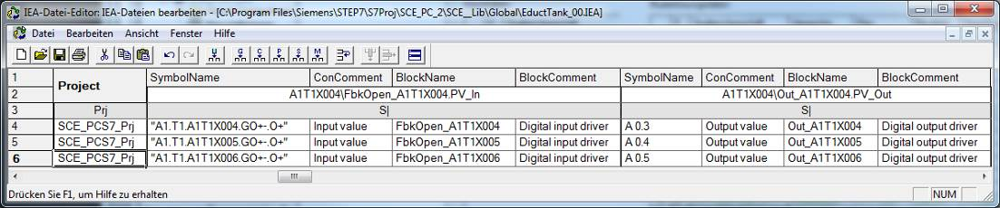 IEA-Datei-Editor: IEA-Dateien bearbeiten - [C:\Program Files\Siemens\STEP7\S7Proj\SCE_PC_2\SCE__Lib\Global\EductTank_00.IEA]
Datei Bearbeiten Ansicht Fenster Hilfe
U G C P S M
1 Project SymbolName ConComment BlockName BlockComment SymbolName ConComment BlockName BlockComment
2 A1T1X004\FbkOpen_A1T1X004.PV_In A1T1X004\Out_A1T1X004.PV_Out
3 Prj S| S|
4 SCE_PCS7_Prj "A1.T1.A1T1X004.GO+-.O+" Input value FbkOpen_A1T1X004 Digital input driver A 0.3 Output value Out_A1T1X004 Digital output driver
5 SCE_PCS7_Prj "A1.T1.A1T1X005.GO+-.O+" Input value FbkOpen_A1T1X005 Digital input driver A 0.4 Output value Out_A1T1X005 Digital output driver
6 SCE_PCS7_Prj "A1.T1.A1T1X006.GO+-.O+" Input value FbkOpen_A1T1X006 Digital input driver A 0.5 Output value Out_A1T1X006 Digital output driver
Drücken Sie F1, um Hilfe zu erhalten NUM